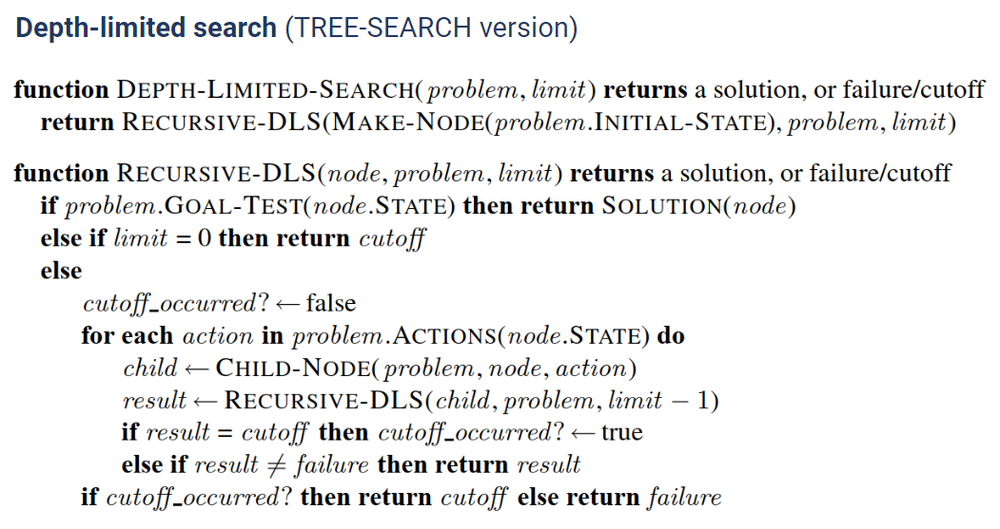 Depth-limited search (TREE-SEARCH version)
function DEPTH-LIMITED-SEARCH(problem, limit) returns a solution, or failure/cutoff
return RECURSIVE-DLS(MAKE-NODE(problem.INITIAL-STATE), problem, limit)
function RECURSIVE-DLS(node, problem, limit) returns a solution, or failure/cutoff
if problem.GOAL-TEST(node.STATE) then return SOLUTION(node)
else if limit = 0 then return cutoff
else
cutoff_occurred? ← false
for each action in problem.ACTIONS(node.STATE) do
child ← CHILD-NODE(problem, node, action)
result ← RECURSIVE-DLS(child, problem, limit − 1)
if result = cutoff then cutoff_occurred? ← true
else if result ≠ failure then return result
if cutoff_occurred? then return cutoff else return failure